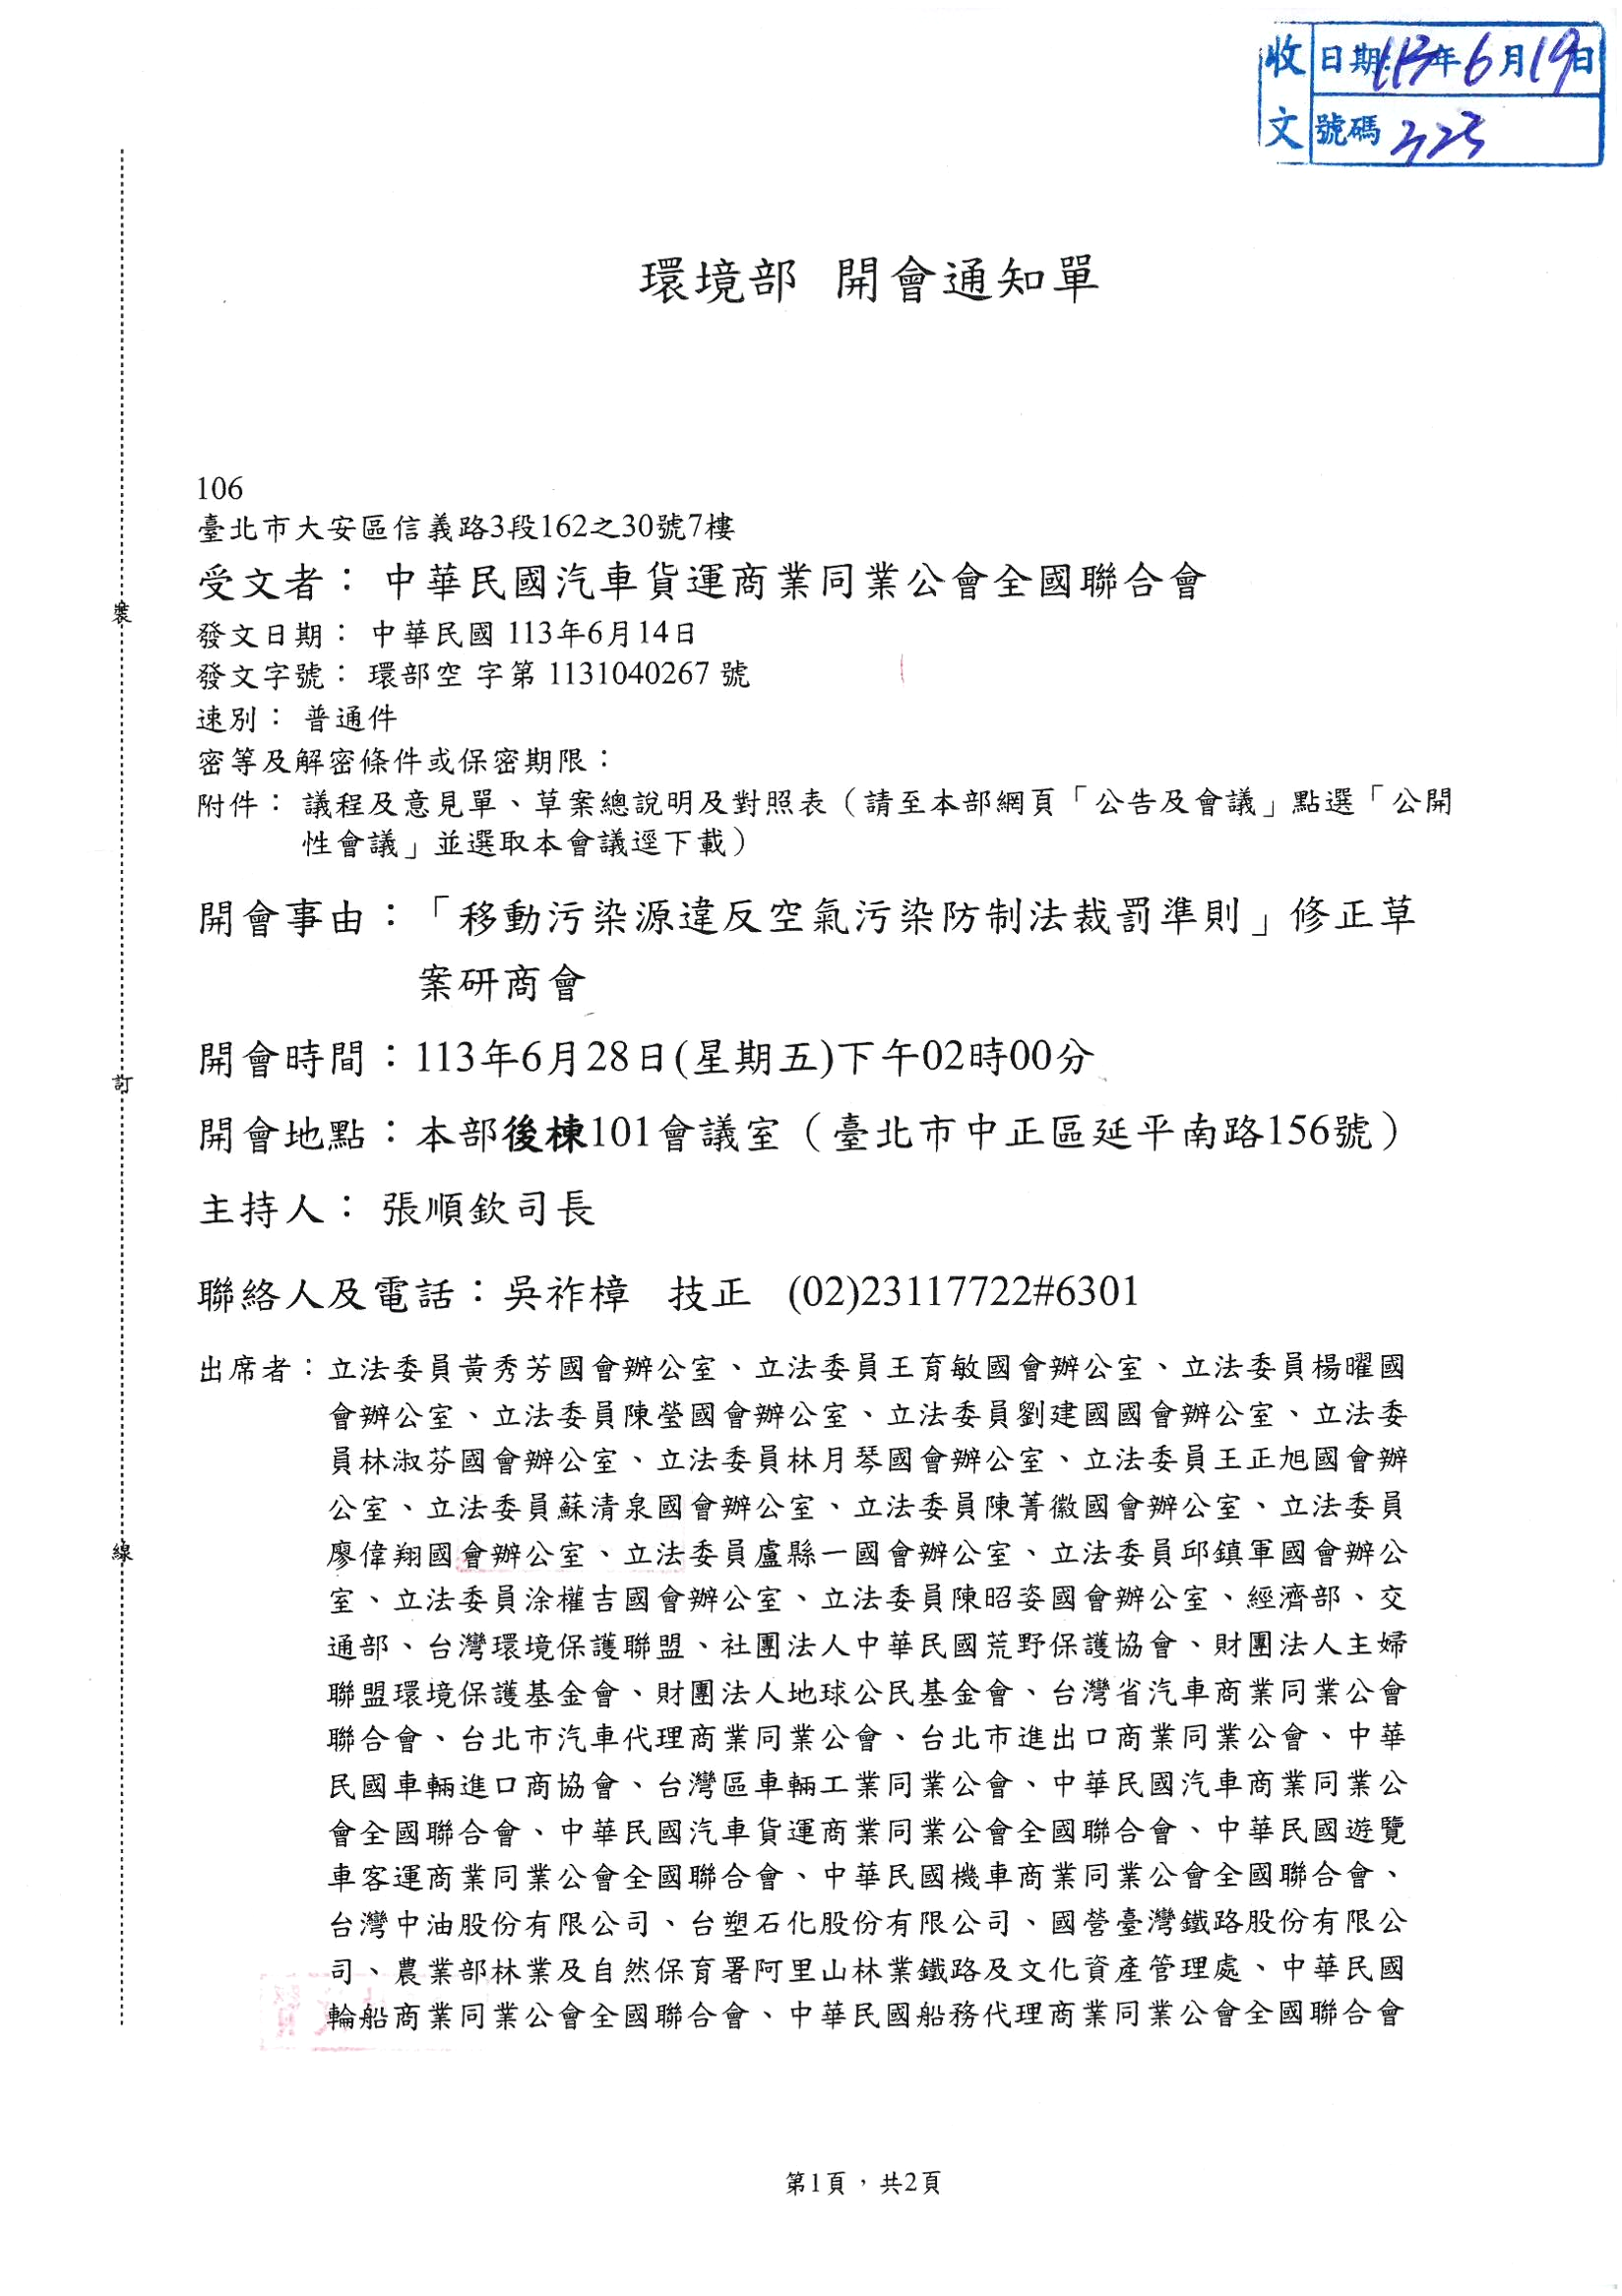 收文 日期:113年6月19日
號碼 325
環境部 開會通知單
106
臺北市大安區信義路3段162之30號7樓
受文者： 中華民國汽車貨運商業同業公會全國聯合會
發文日期： 中華民國 113年6月14日
發文字號： 環部空 字第 1131040267 號
速別： 普通件
密等及解密條件或保密期限：
附件： 議程及意見單、草案總說明及對照表（請至本部網頁「公告及會議」點選「公開
性會議」並選取本會議逕下載）
開會事由：「移動污染源違反空氣污染防制法裁罰準則」修正草
案研商會
開會時間：113年6月28日(星期五)下午02時00分
開會地點：本部後棟101會議室（臺北市中正區延平南路156號）
主持人： 張順欽司長
聯絡人及電話：吳祚樟 技正 (02)23117722#6301
出席者：立法委員黃秀芳國會辦公室、立法委員王育敏國會辦公室、立法委員楊曜國
會辦公室、立法委員陳瑩國會辦公室、立法委員劉建國國會辦公室、立法委
員林淑芬國會辦公室、立法委員林月琴國會辦公室、立法委員王正旭國會辦
公室、立法委員蘇清泉國會辦公室、立法委員陳菁徽國會辦公室、立法委員
廖偉翔國會辦公室、立法委員盧縣一國會辦公室、立法委員邱鎮軍國會辦公
室、立法委員涂權吉國會辦公室、立法委員陳昭姿國會辦公室、經濟部、交
通部、台灣環境保護聯盟、社團法人中華民國荒野保護協會、財團法人主婦
聯盟環境保護基金會、財團法人地球公民基金會、台灣省汽車商業同業公會
聯合會、台北市汽車代理商業同業公會、台北市進出口商業同業公會、中華
民國車輛進口商協會、台灣區車輛工業同業公會、中華民國汽車商業同業公
會全國聯合會、中華民國汽車貨運商業同業公會全國聯合會、中華民國遊覽
車客運商業同業公會全國聯合會、中華民國機車商業同業公會全國聯合會、
台灣中油股份有限公司、台塑石化股份有限公司、國營臺灣鐵路股份有限公
司、農業部林業及自然保育署阿里山林業鐵路及文化資產管理處、中華民國
輪船商業同業公會全國聯合會、中華民國船務代理商業同業公會全國聯合會
裝
訂
線
第1頁，共2頁